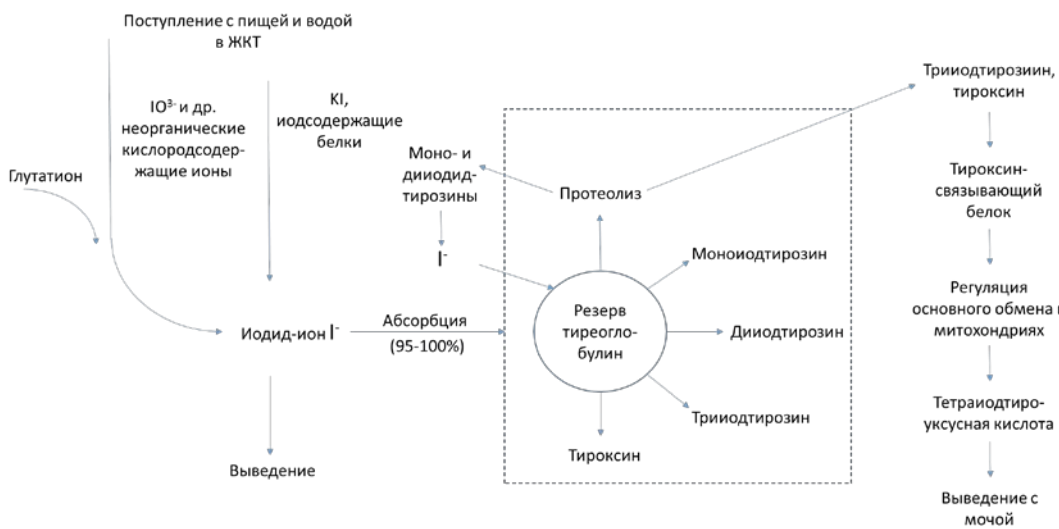 Поступление с пищей и водой
в ЖКТ
IO³⁻ и др.
неорганические
кислородсодер-
жащие ионы
KI,
иодсодержащие
белки
Глутатион
Моно- и
дииодид-
тирозины
I⁻
Иодид-ион I⁻
Абсорбция
(95-100%)
Выведение
Протеолиз
Резерв
тиреогло-
булин
Моноиодтирозин
Дииодтирозин
Трииодтирозин
Тироксин
Трииодтирозиин,
тироксин
Тироксин-
связывающий
белок
Регуляция
основного обмена в
митохондриях
Тетраиодтиро-
уксусная кислота
Выведение с
мочой